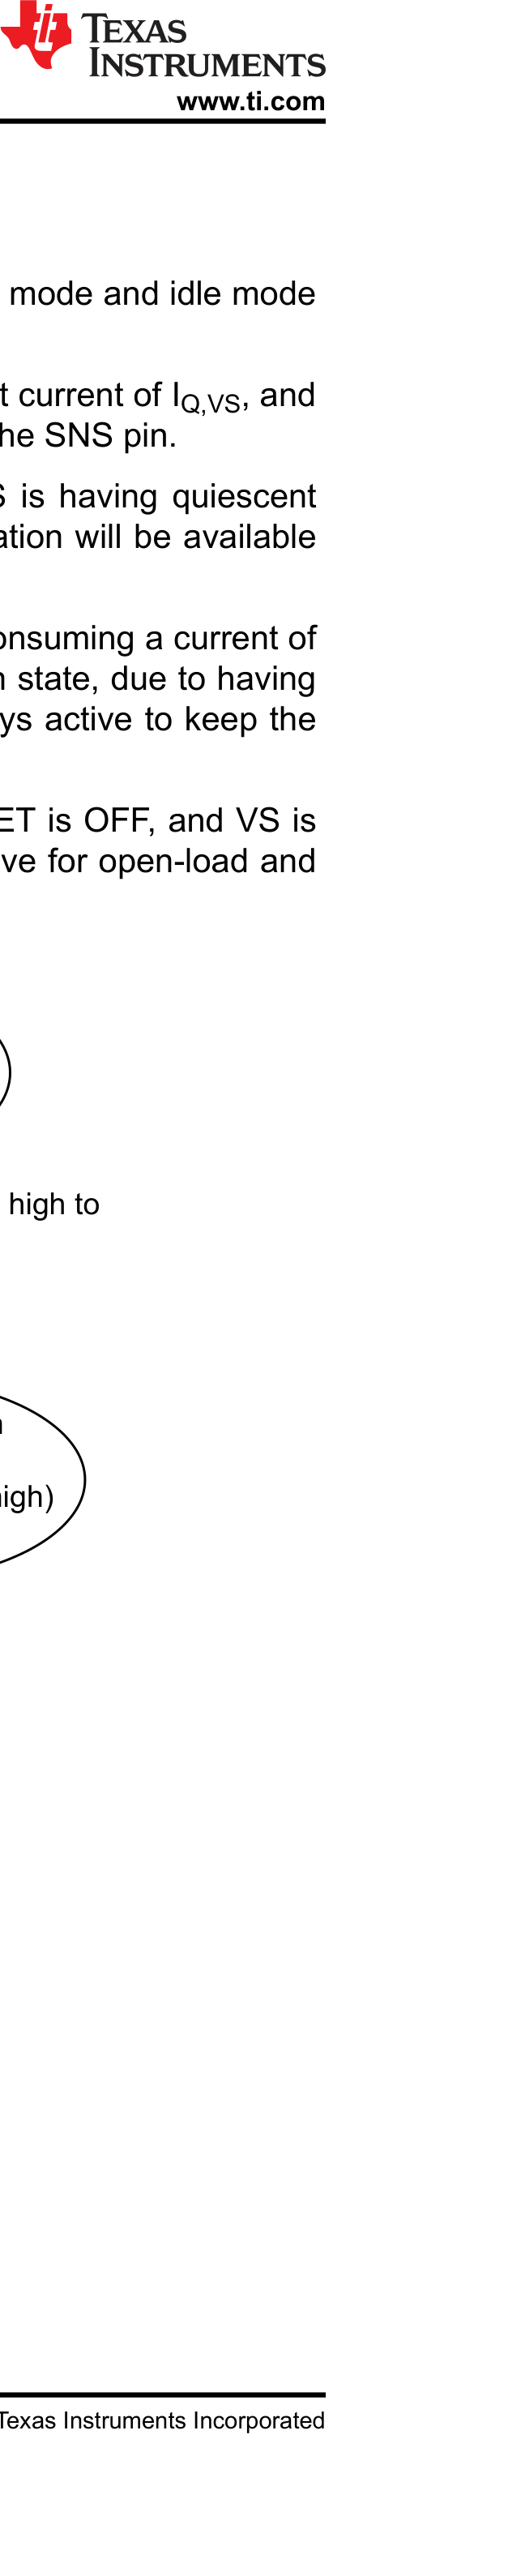 TEXAS
INSTRUMENTS
www.ti.com
mode and idle mode
t current of IQ,VS, and
he SNS pin.
S is having quiescent
ation will be available
onsuming a current of
n state, due to having
ys active to keep the
ET is OFF, and VS is
ve for open-load and
high to
n
igh)
Texas Instruments Incorporated